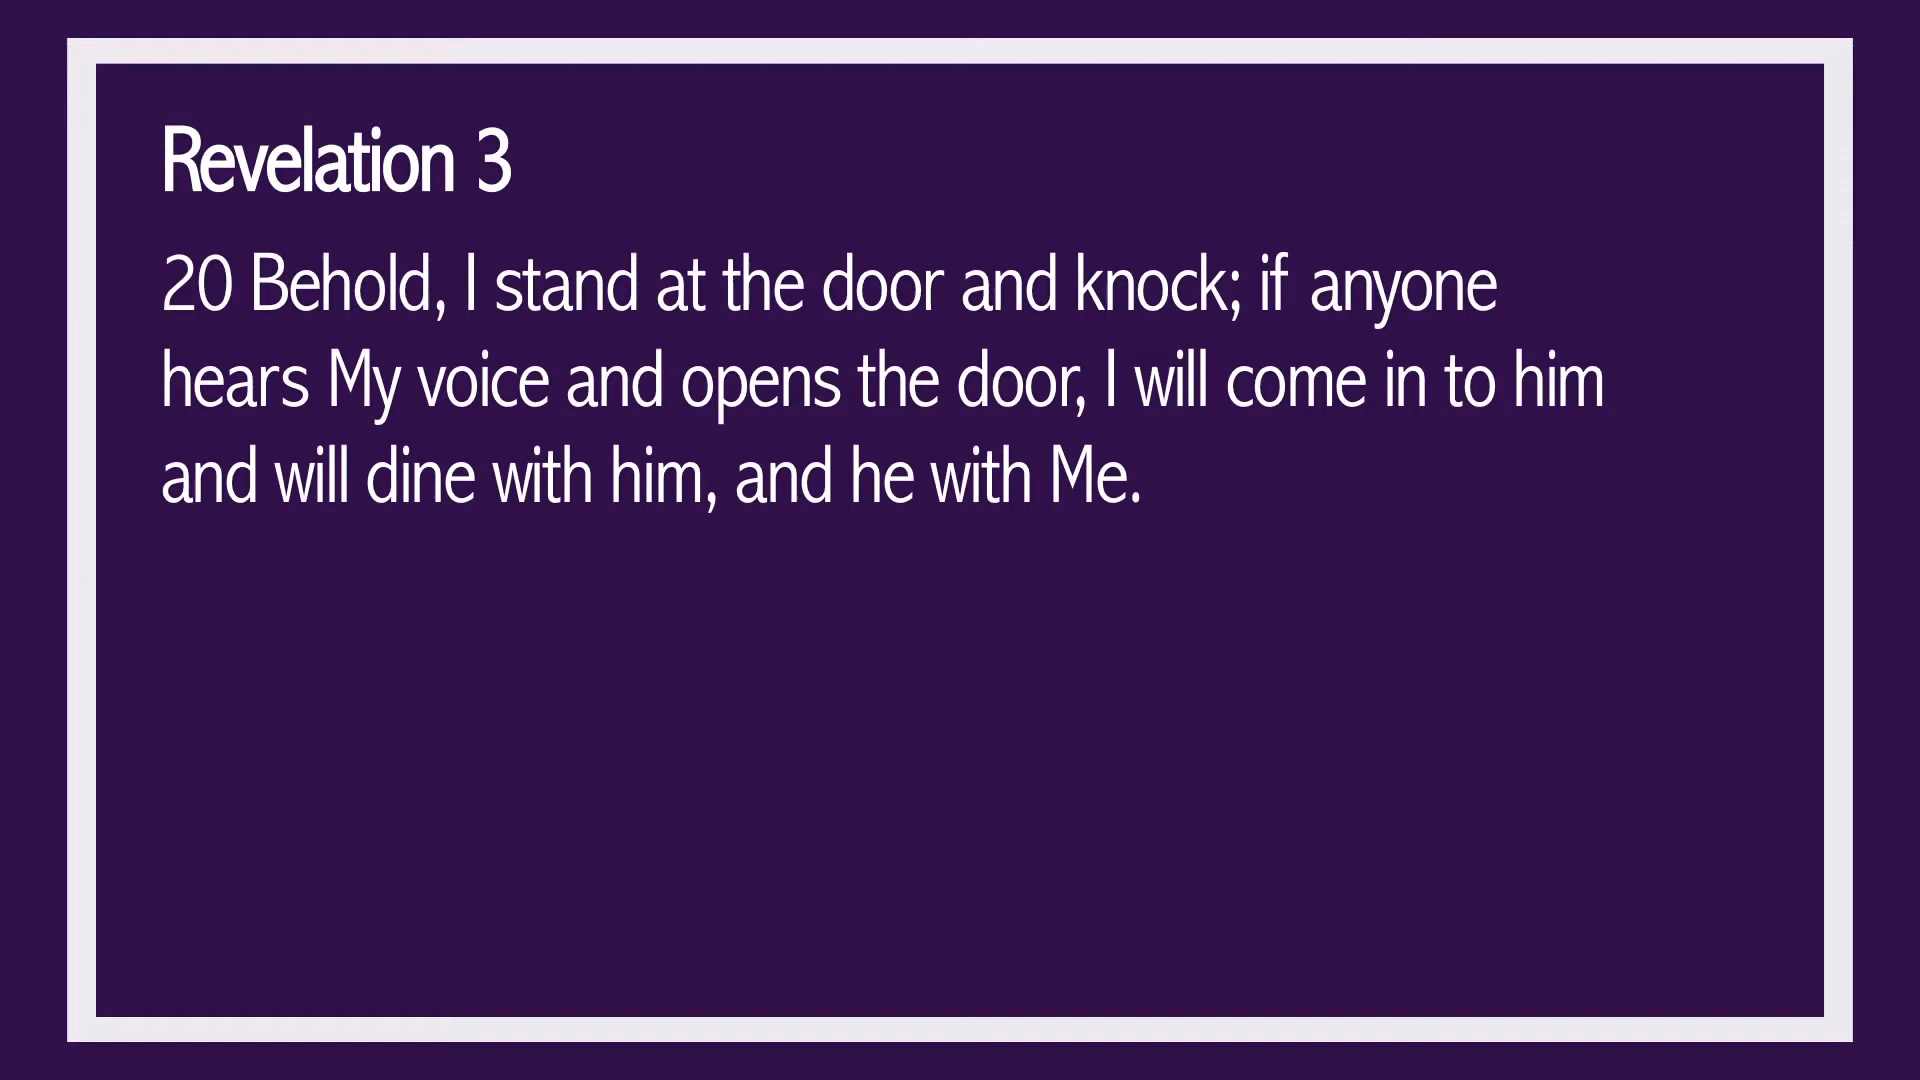 Revelation 3
20 Behold, I stand at the door and knock; if anyone
hears My voice and opens the door, I will come in to him
and will dine with him, and he with Me.